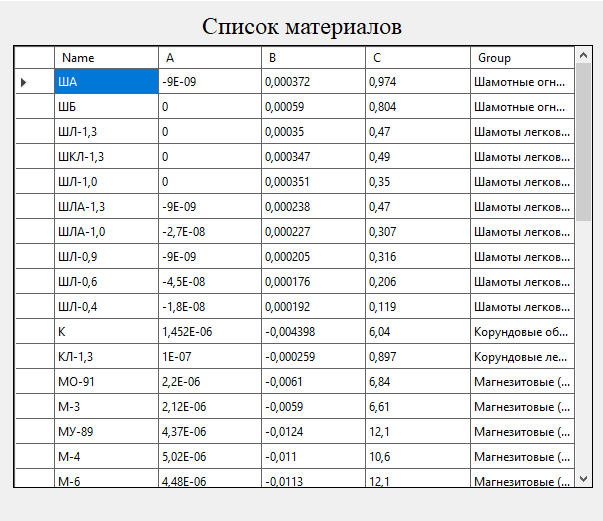 Список материалов
Name A B C Group
ША -9E-09 0,000372 0,974 Шамотные огн...
ШБ 0 0,00059 0,804 Шамотные огн...
ШЛ-1,3 0 0,00035 0,47 Шамоты легков...
ШКЛ-1,3 0 0,000347 0,49 Шамоты легков...
ШЛ-1,0 0 0,000351 0,35 Шамоты легков...
ШЛА-1,3 -9E-09 0,000238 0,47 Шамоты легков...
ШЛА-1,0 -2,7E-08 0,000227 0,307 Шамоты легков...
ШЛ-0,9 -9E-09 0,000205 0,316 Шамоты легков...
ШЛ-0,6 -4,5E-08 0,000176 0,206 Шамоты легков...
ШЛ-0,4 -1,8E-08 0,000192 0,119 Шамоты легков...
К 1,452E-06 -0,004398 6,04 Корундовые об...
КЛ-1,3 1E-07 -0,000259 0,897 Корундовые ле...
МО-91 2,2E-06 -0,0061 6,84 Магнезитовые (...
М-3 2,12E-06 -0,0059 6,61 Магнезитовые (...
МУ-89 4,37E-06 -0,0124 12,1 Магнезитовые (...
М-4 5,02E-06 -0,011 10,6 Магнезитовые (...
М-6 4,48E-06 -0,0113 12,1 Магнезитовые (...